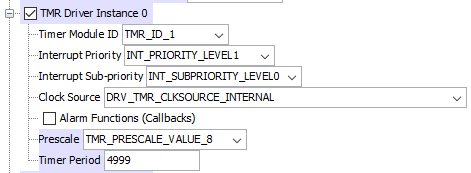 TMR Driver Instance 0
Timer Module ID TMR_ID_1
Interrupt Priority INT_PRIORITY_LEVEL1
Interrupt Sub-priority INT_SUBPRIORITY_LEVEL0
Clock Source DRV_TMR_CLKSOURCE_INTERNAL
Alarm Functions (Callbacks)
Prescale TMR_PRESCALE_VALUE_8
Timer Period 4999